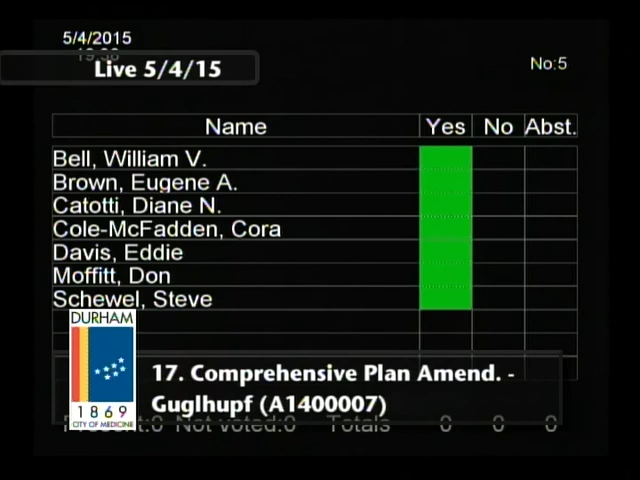 5/4/2015
19:38
Live 5/4/15
No:5
Name Yes No Abst.
Bell, William V.
Brown, Eugene A.
Catotti, Diane N.
Cole-McFadden, Cora
Davis, Eddie
Moffitt, Don
Schewel, Steve
DURHAM
1869
CITY OF MEDICINE
17. Comprehensive Plan Amend. -
Guglhupf (A1400007)
Not voted:0 Totals 0 0 0